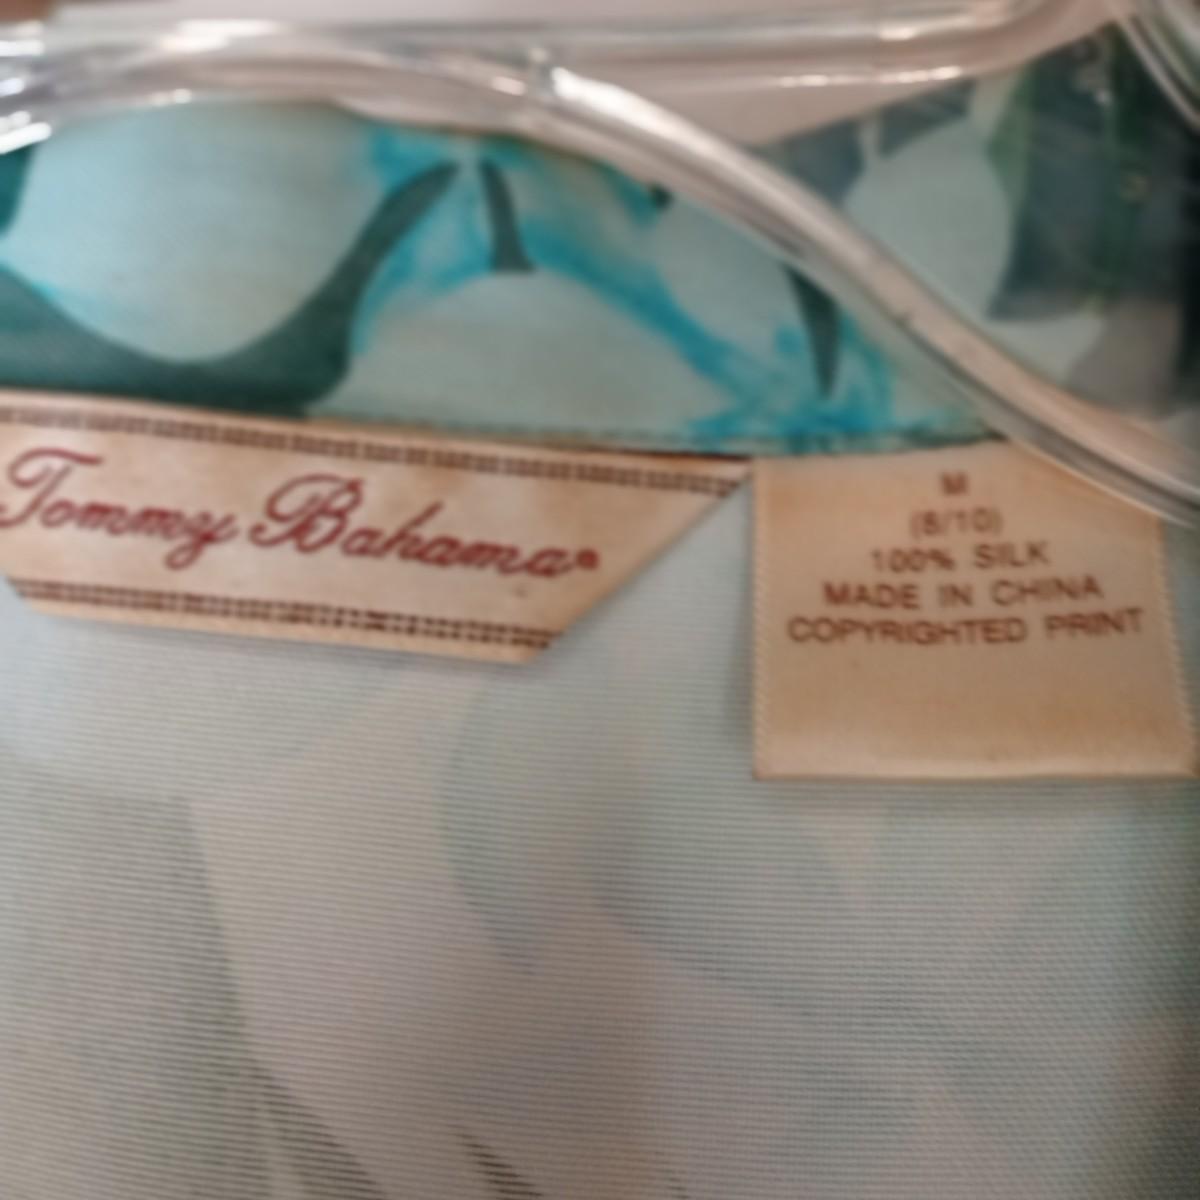 Tommy Bahama®
M
(8/10)
100% SILK
MADE IN CHINA
COPYRIGHTED PRINT